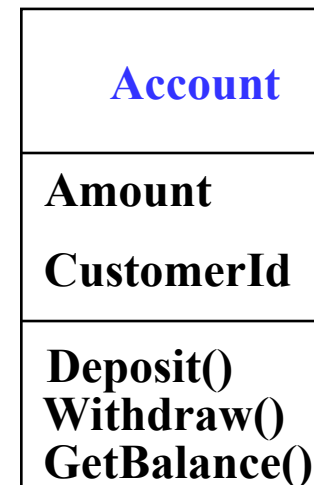 Account
Amount
CustomerId
Deposit()
Withdraw()
GetBalance()